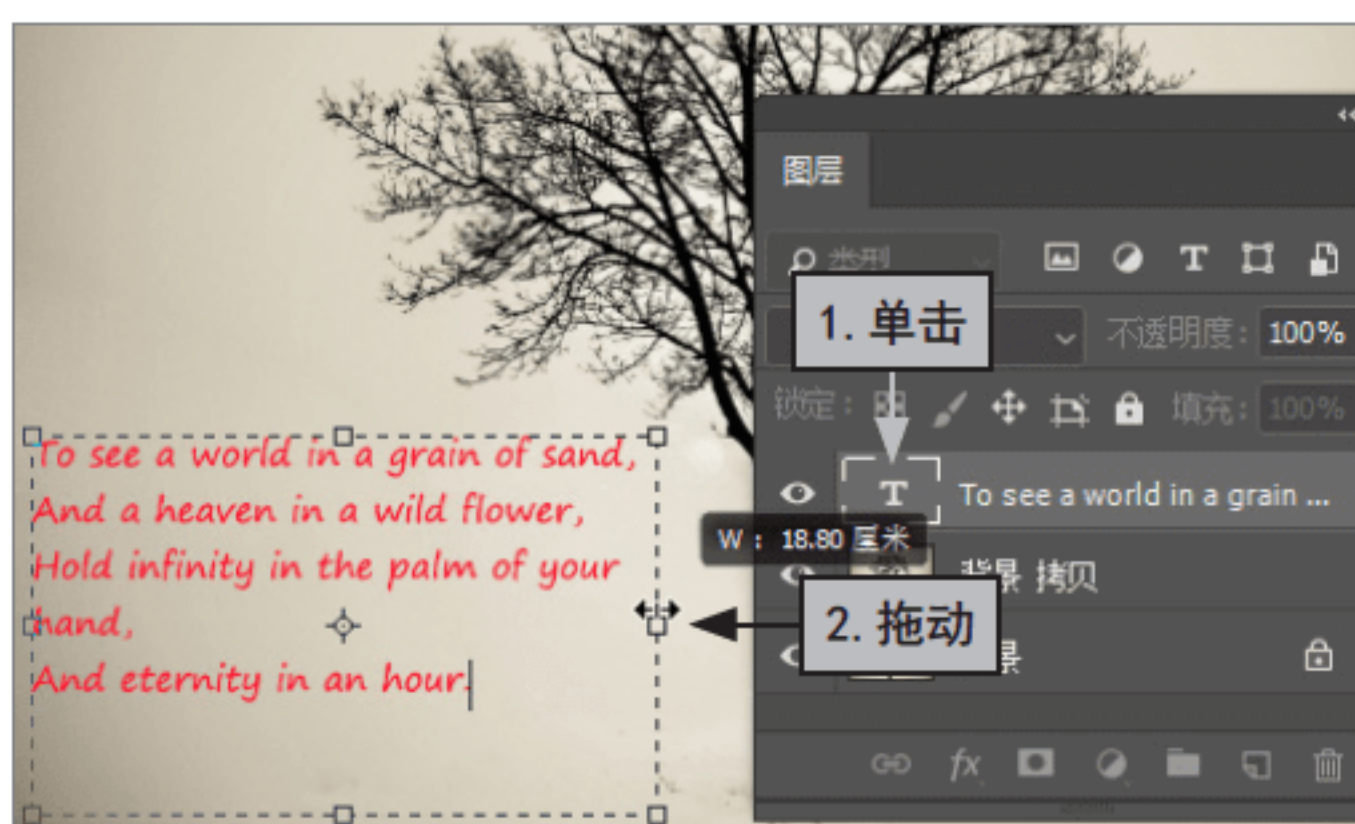 To see a world in a grain of sand,
And a heaven in a wild flower,
Hold infinity in the palm of your
hand,
And eternity in an hour.
图层
类型
1. 单击
不透明度: 100%
锁定:
填充: 100%
T To see a world in a grain ...
W : 18.80 厘米
背景 拷贝
2. 拖动
景
fx